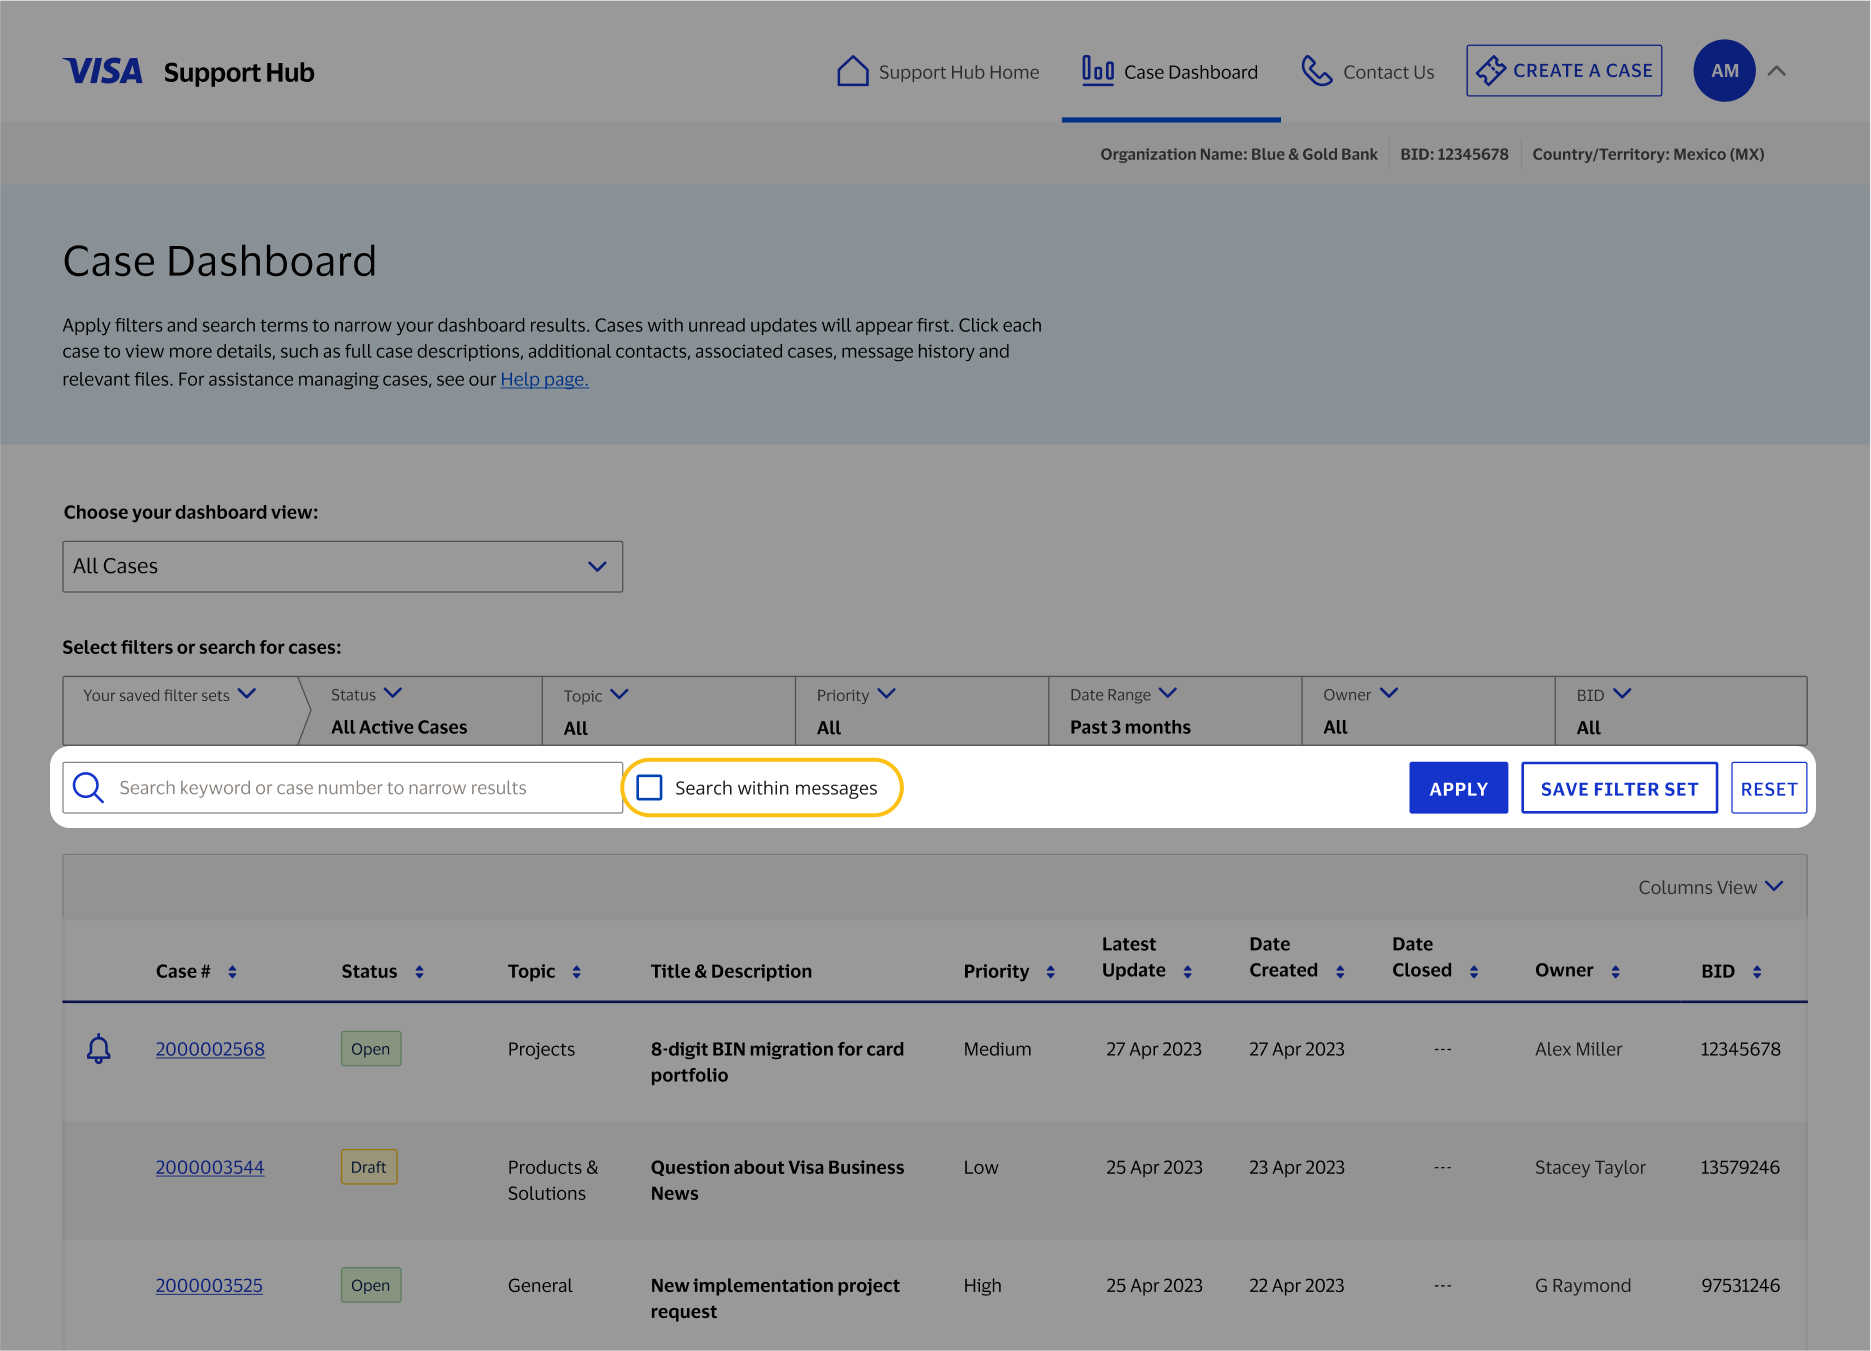 VISA Support Hub
Support Hub Home
Case Dashboard
Contact Us
CREATE A CASE
AM
Organization Name: Blue & Gold Bank
BID: 12345678
Country/Territory: Mexico (MX)
Case Dashboard
Apply filters and search terms to narrow your dashboard results. Cases with unread updates will appear first. Click each
case to view more details, such as full case descriptions, additional contacts, associated cases, message history and
relevant files. For assistance managing cases, see our Help page.
Choose your dashboard view:
All Cases
Select filters or search for cases:
Your saved filter sets
Status
All Active Cases
Topic
All
Priority
All
Date Range
Past 3 months
Owner
All
BID
All
Search keyword or case number to narrow results
Search within messages
APPLY
SAVE FILTER SET
RESET
Columns View
Case #
Status
Topic
Title & Description
Priority
Latest
Update
Date
Created
Date
Closed
Owner
BID
2000002568
Open
Projects
8-digit BIN migration for card
portfolio
Medium
27 Apr 2023
27 Apr 2023
---
Alex Miller
12345678
2000003544
Draft
Products &
Solutions
Question about Visa Business
News
Low
25 Apr 2023
23 Apr 2023
---
Stacey Taylor
13579246
2000003525
Open
General
New implementation project
request
High
25 Apr 2023
22 Apr 2023
---
G Raymond
97531246